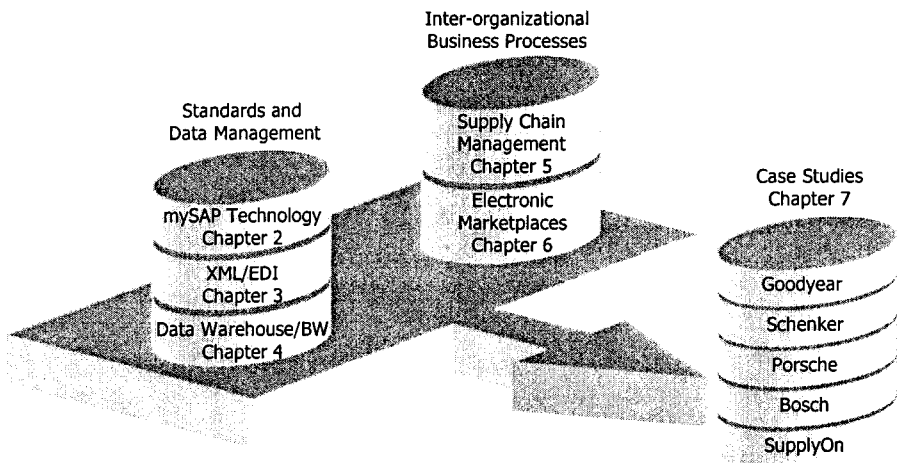 Inter-organizational
Business Processes
Supply Chain
Management
Chapter 5
Electronic
Marketplaces
Chapter 6
Standards and
Data Management
mySAP Technology
Chapter 2
XML/EDI
Chapter 3
Data Warehouse/BW
Chapter 4
Case Studies
Chapter 7
Goodyear
Schenker
Porsche
Bosch
SupplyOn